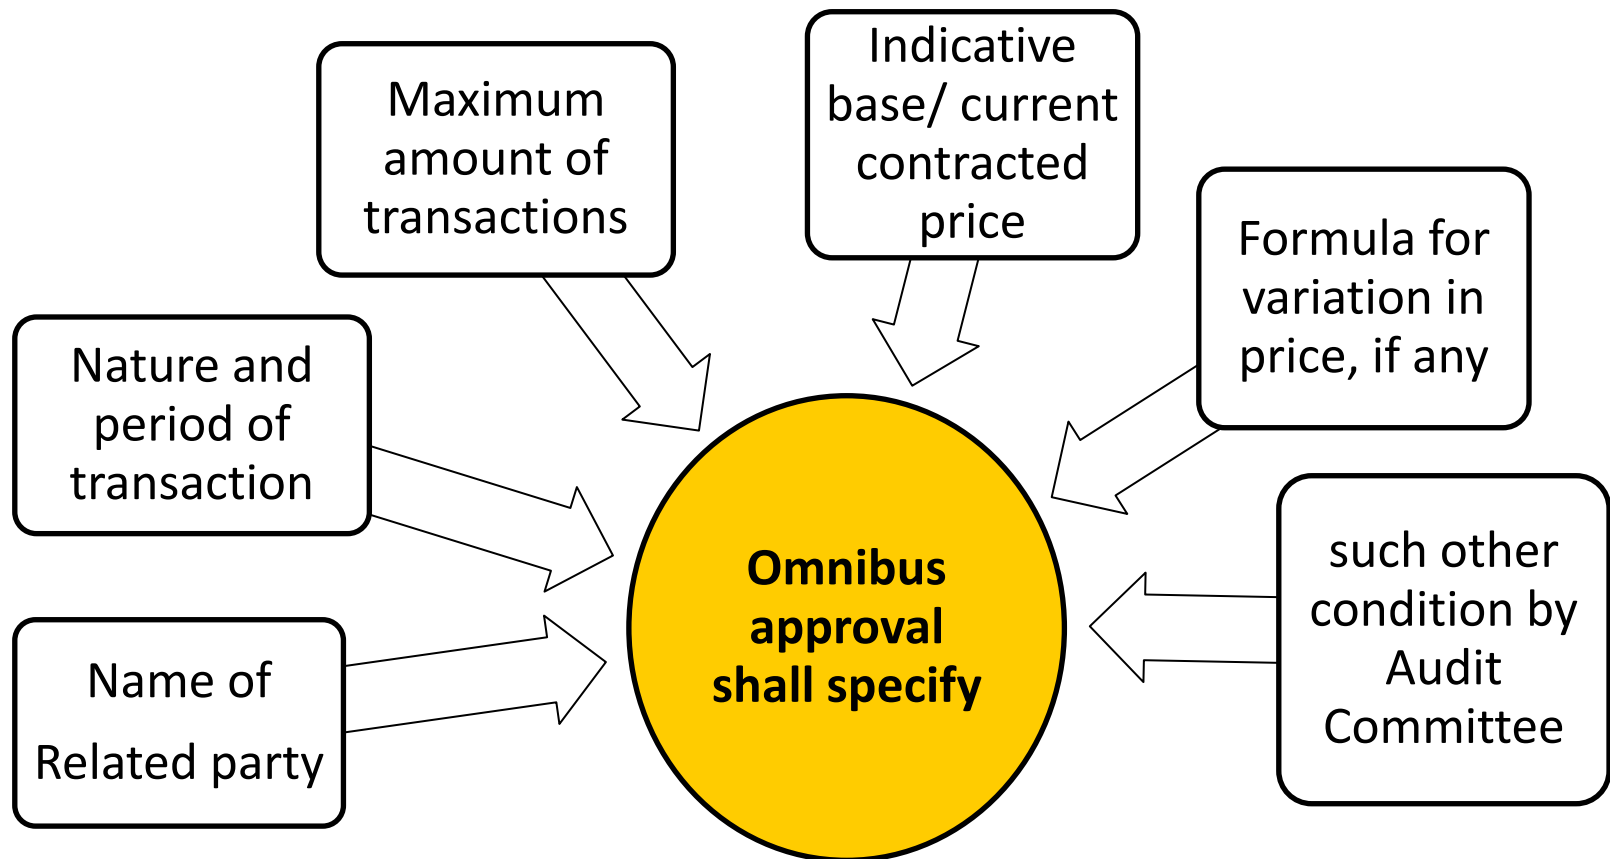 Maximum
amount of
transactions
Indicative
base/ current
contracted
price
Formula for
variation in
price, if any
Nature and
period of
transaction
such other
condition by
Audit
Committee
Name of
Related party
Omnibus
approval
shall specify